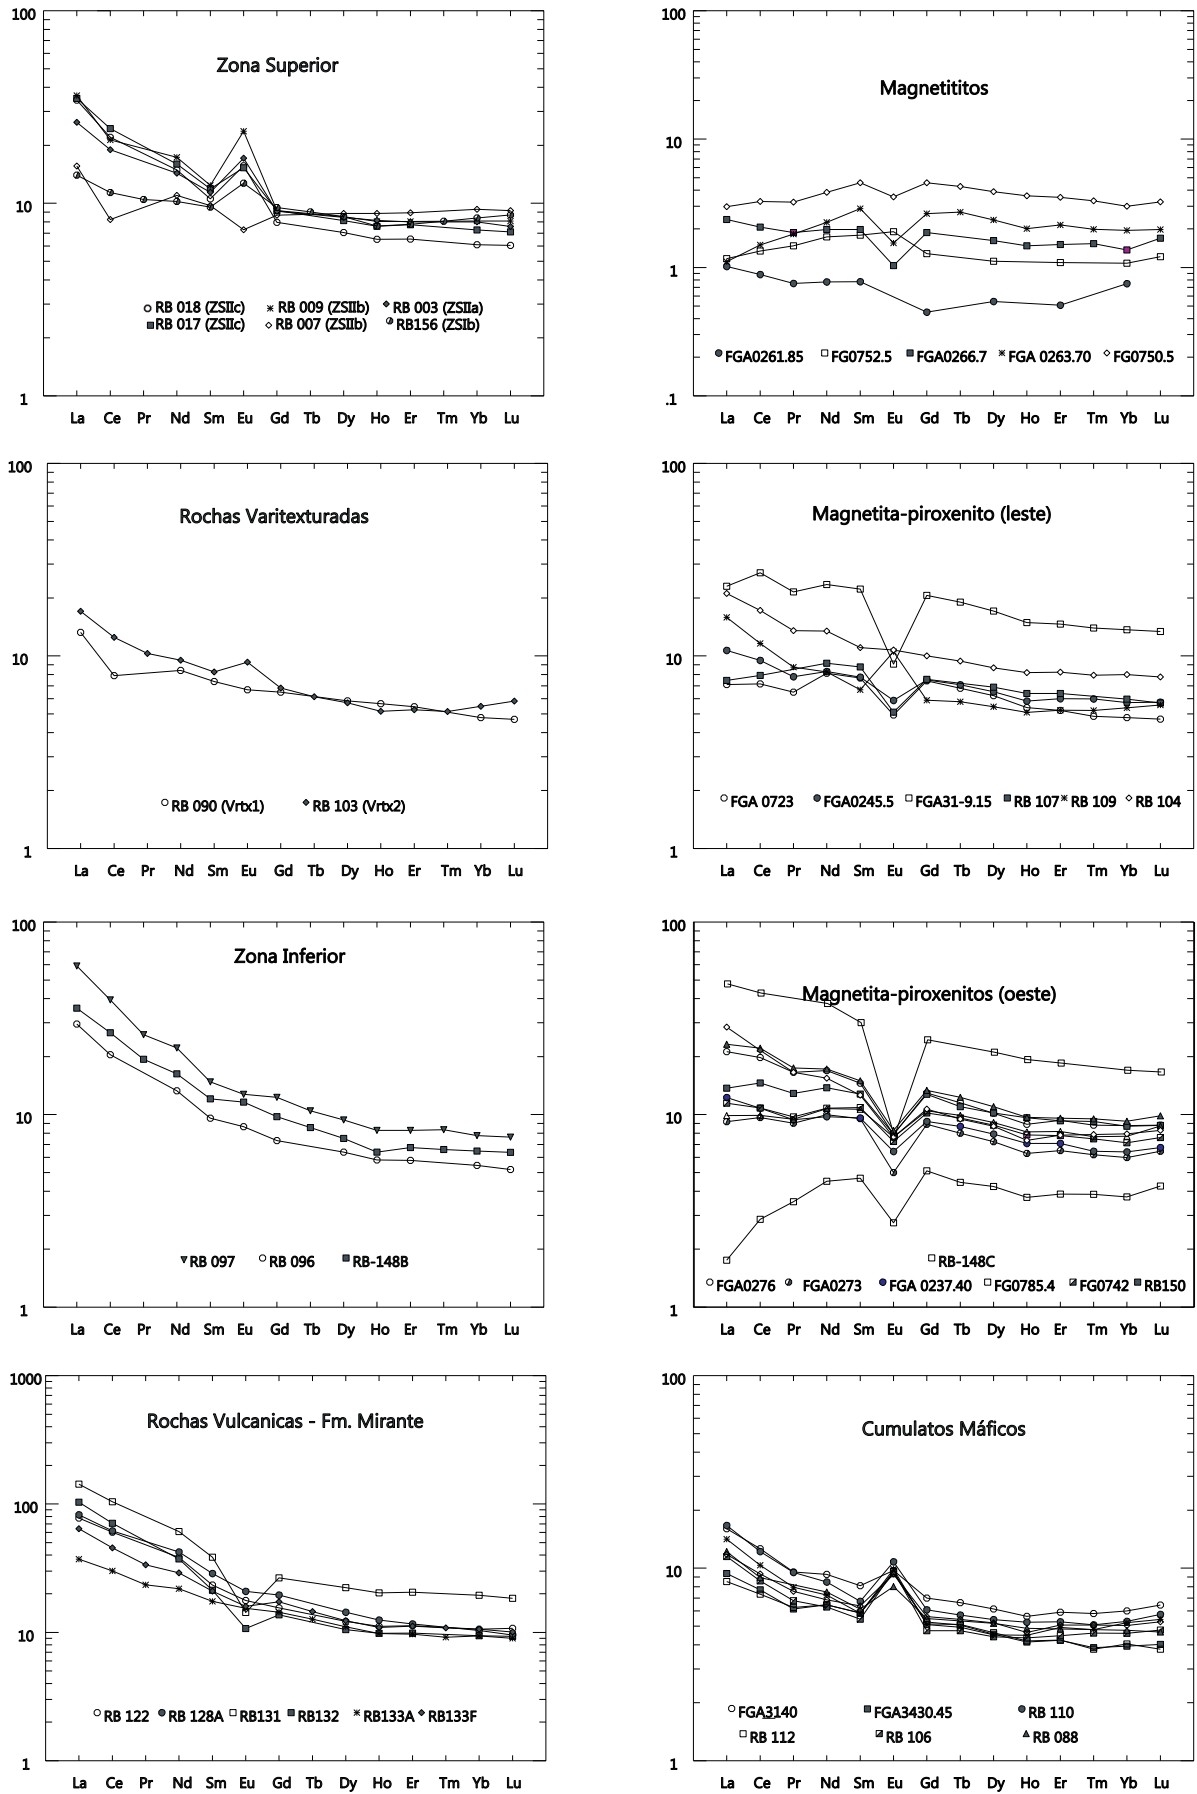 100
Zona Superior
10
RB 018 (ZSIIc) RB 009 (ZSIIb) RB 003 (ZSIIa)
RB 017 (ZSIIc) RB 007 (ZSIIb) RB156 (ZSIb)
1
La Ce Pr Nd Sm Eu Gd Tb Dy Ho Er Tm Yb Lu
100
Magnetititos
10
1
FGA0261.85 FG0752.5 FGA0266.7 FGA 0263.70 FG0750.5
.1
La Ce Pr Nd Sm Eu Gd Tb Dy Ho Er Tm Yb Lu
100
Rochas Varitexturadas
10
RB 090 (Vrtx1) RB 103 (Vrtx2)
1
La Ce Pr Nd Sm Eu Gd Tb Dy Ho Er Tm Yb Lu
100
Magnetita-piroxenito (leste)
10
FGA 0723 FGA0245.5 FGA31-9.15 RB 107 RB 109 RB 104
1
La Ce Pr Nd Sm Eu Gd Tb Dy Ho Er Tm Yb Lu
100
Zona Inferior
10
RB 097 RB 096 RB-148B
1
La Ce Pr Nd Sm Eu Gd Tb Dy Ho Er Tm Yb Lu
100
Magnetita-piroxenitos (oeste)
10
RB-148C
FGA0276 FGA0273 FGA 0237.40 FG0785.4 FG0742 RB150
1
La Ce Pr Nd Sm Eu Gd Tb Dy Ho Er Tm Yb Lu
1000
Rochas Vulcanicas - Fm. Mirante
100
10
RB 122 RB 128A RB131 RB132 RB133A RB133F
1
La Ce Pr Nd Sm Eu Gd Tb Dy Ho Er Tm Yb Lu
100
Cumulatos Máficos
10
FGA3140 FGA3430.45 RB 110
RB 112 RB 106 RB 088
1
La Ce Pr Nd Sm Eu Gd Tb Dy Ho Er Tm Yb Lu